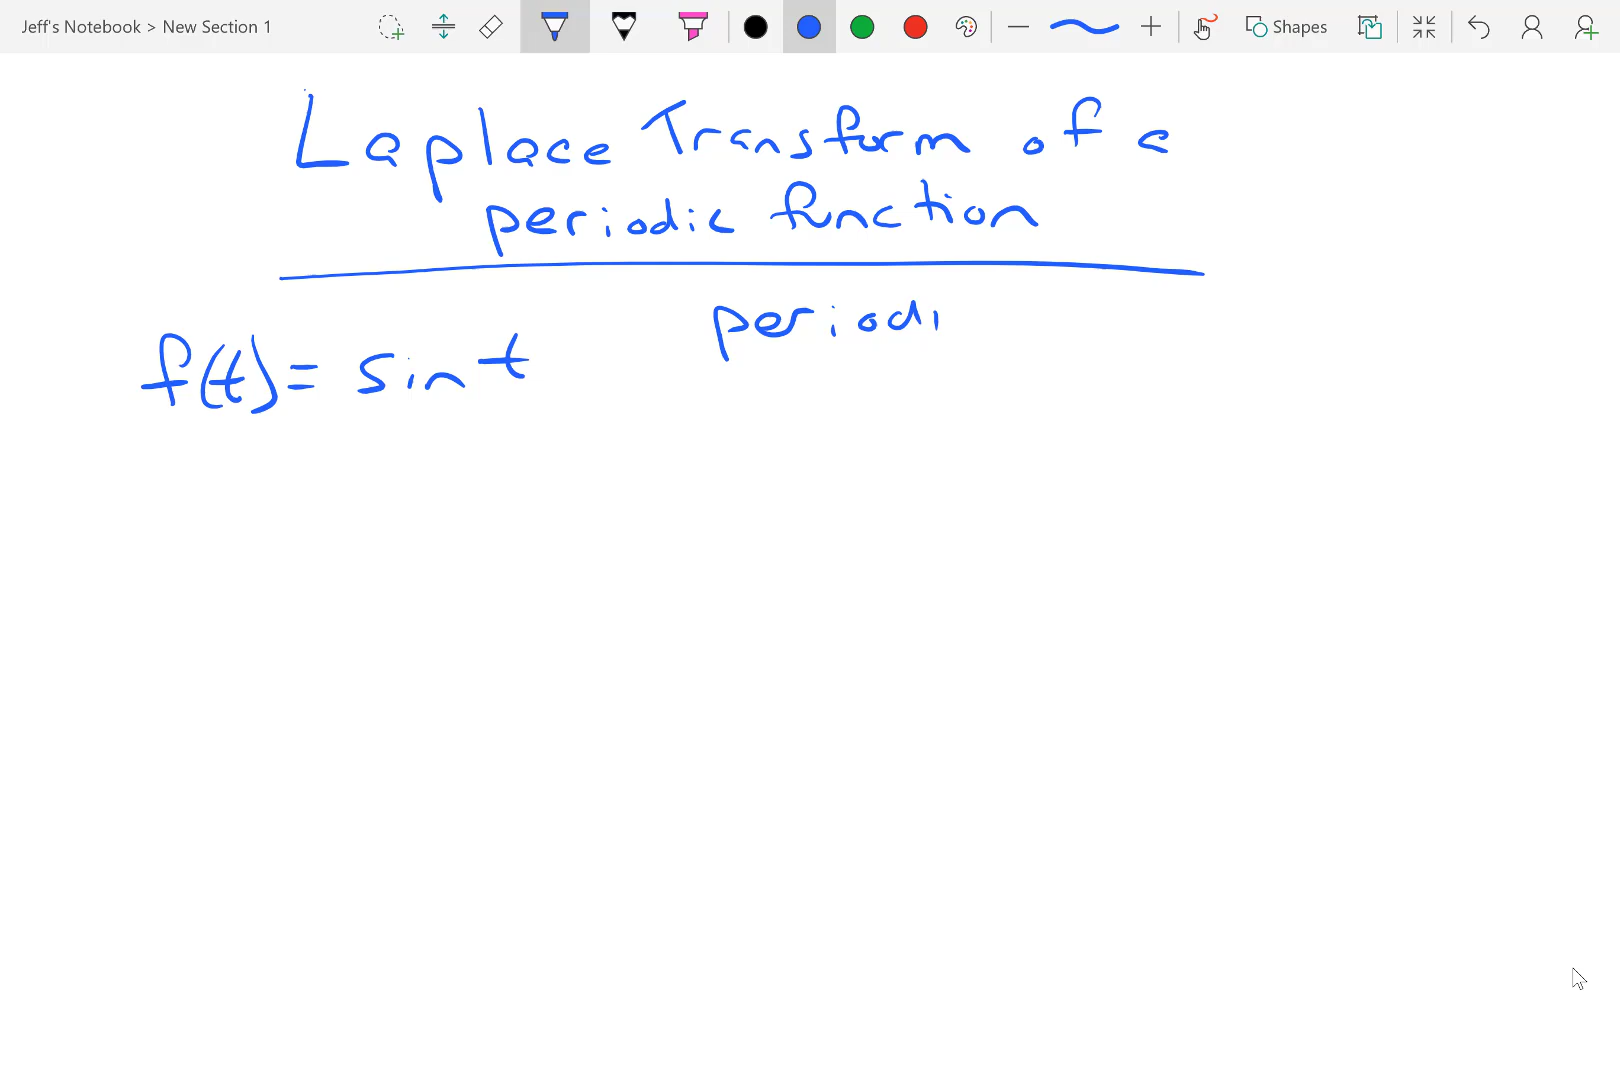 Jeff's Notebook > New Section 1
Shapes
Laplace Transform of a
periodic function
periodi
f(t) = sin t